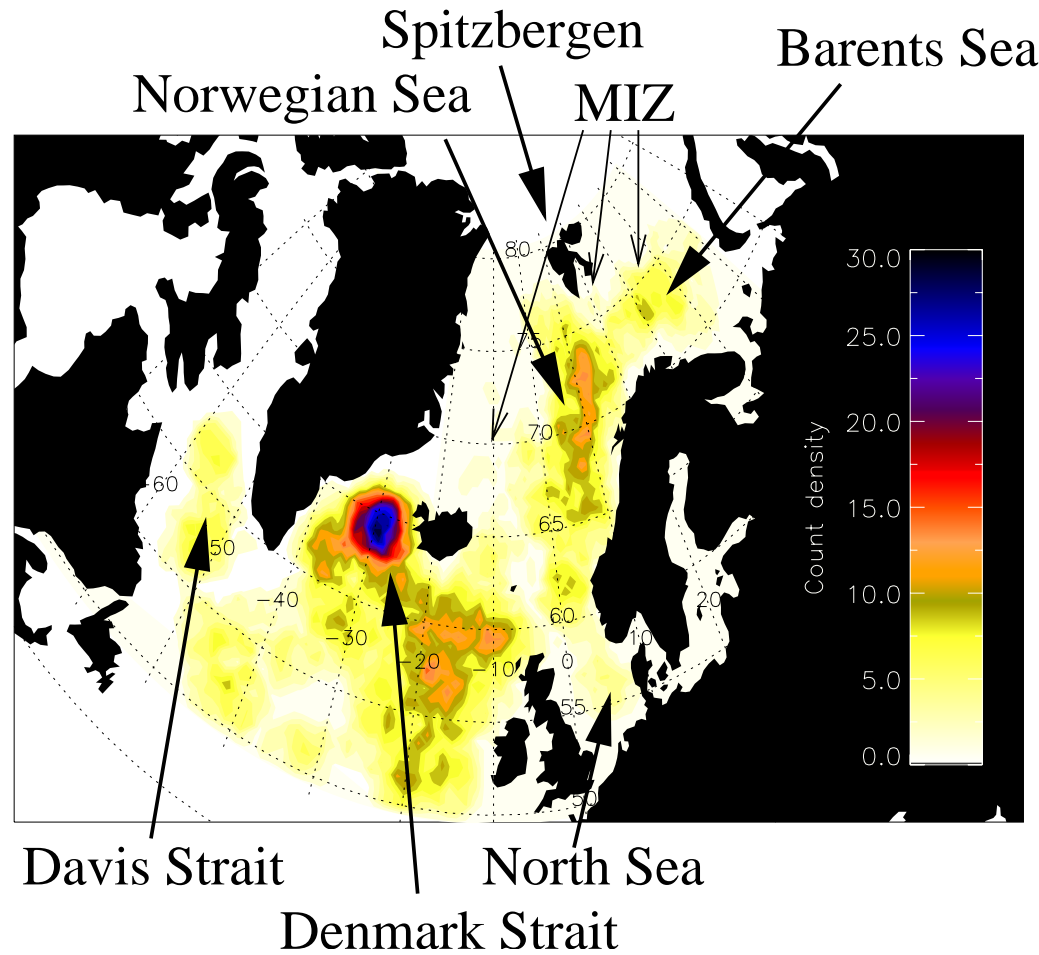 Spitzbergen
Barents Sea
Norwegian Sea
MIZ
80
75
70
65
60
55
50
60
50
−40
−30
−20
−10
0
10
20
30.0
25.0
20.0
15.0
10.0
5.0
0.0
Count density
Davis Strait
North Sea
Denmark Strait